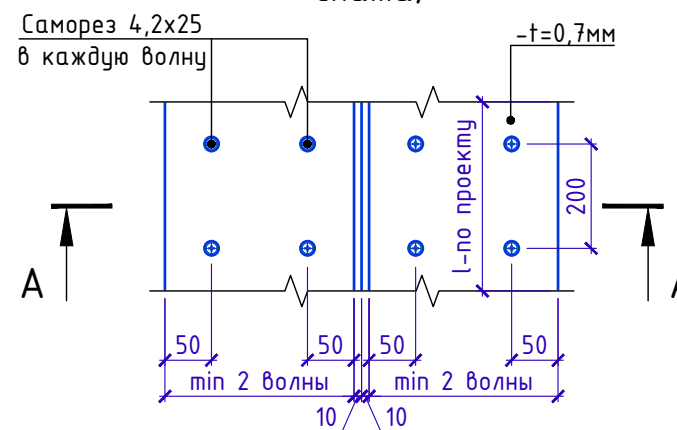 Саморез 4,2х25
в каждую волну
-t=0,7мм
l-по проекту
200
А
50
50
50
50
min 2 волны
min 2 волны
10
10